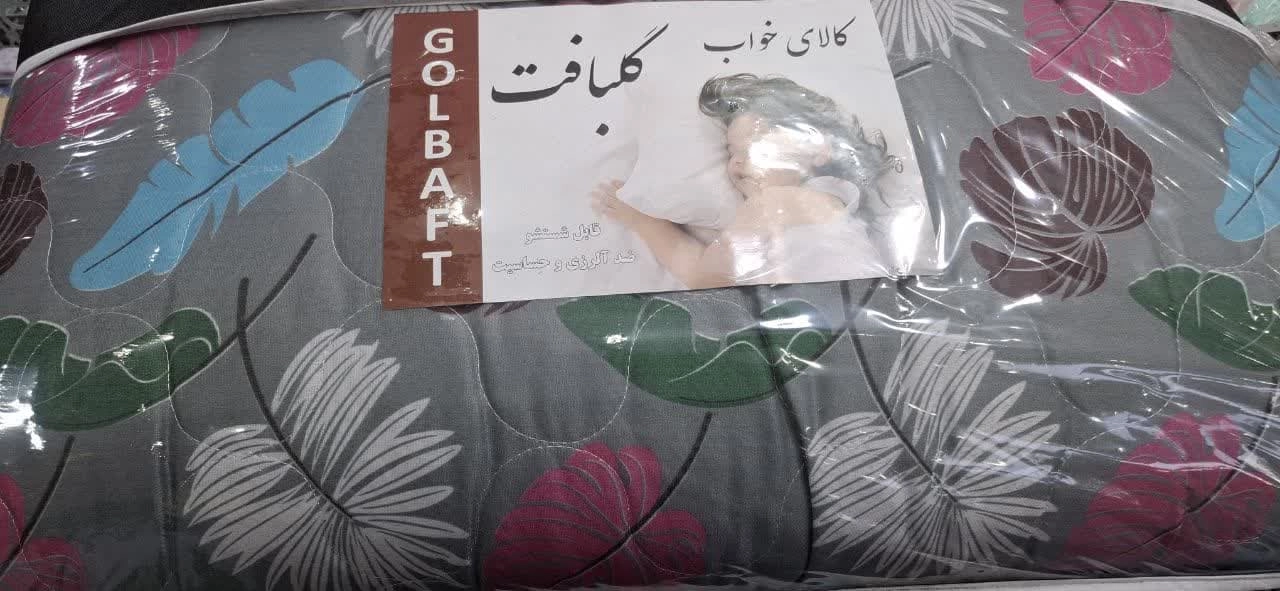 GOLBAFT
کالای خواب
گلبافت
قابل شستشو
ضد آلرژی و حساسیت